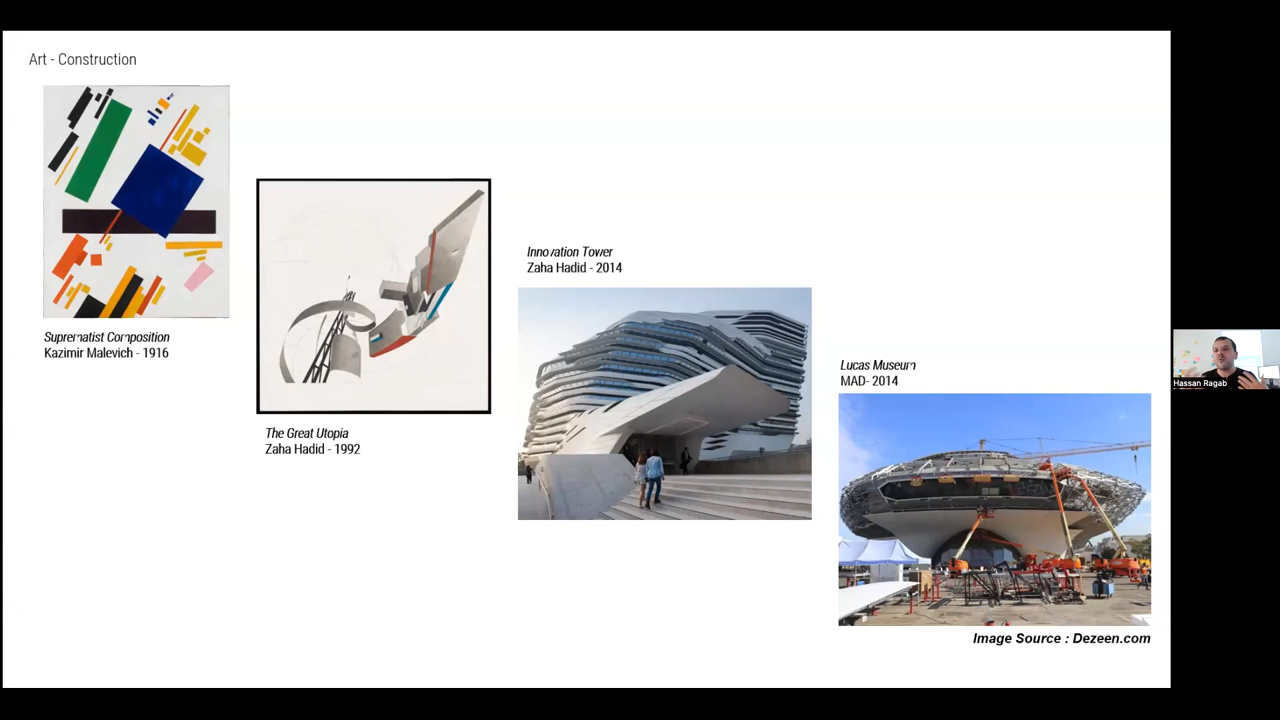 Art - Construction
Suprematist Composition
Kazimir Malevich - 1916
The Great Utopia
Zaha Hadid - 1992
Innovation Tower
Zaha Hadid - 2014
Lucas Museum
MAD- 2014
Image Source : Dezeen.com
Hassan Ragab